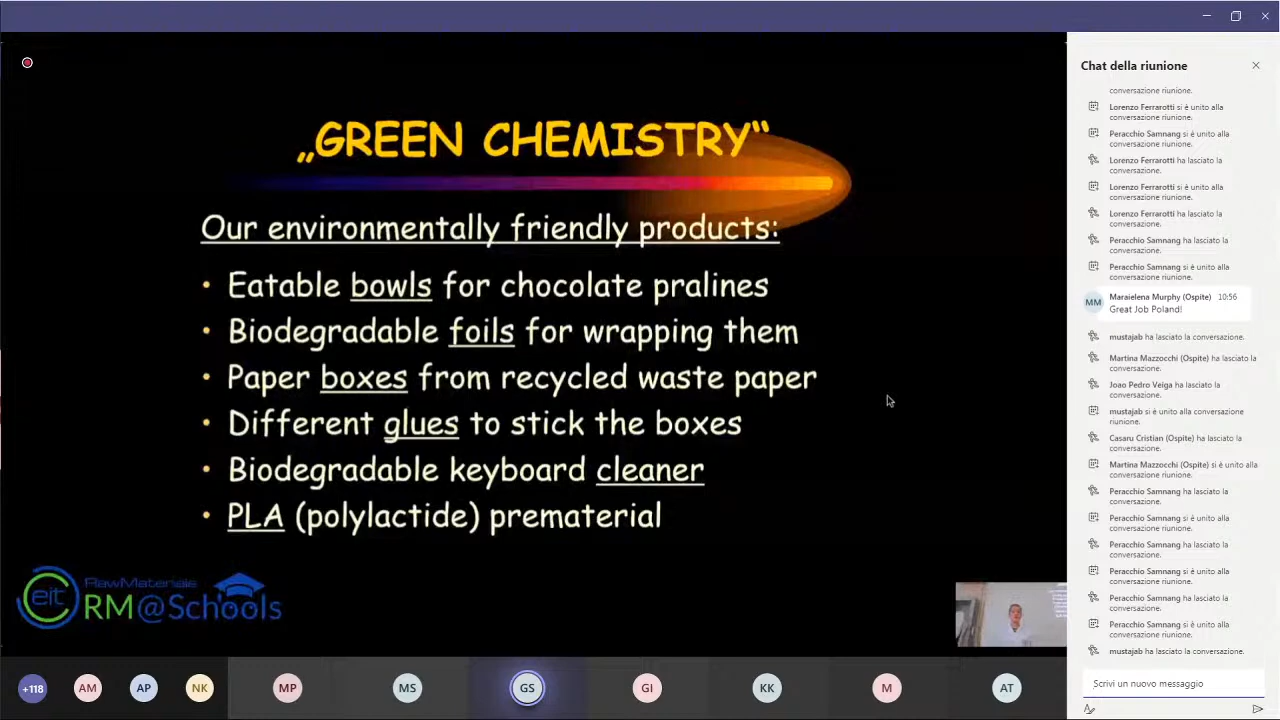 „GREEN CHEMISTRY“
Our environmentally friendly products:
• Eatable bowls for chocolate pralines
• Biodegradable foils for wrapping them
• Paper boxes from recycled waste paper
• Different glues to stick the boxes
• Biodegradable keyboard cleaner
• PLA (polylactide) prematerial
eit RawMaterials
RM@Schools
+118
AM
AP
NK
MP
MS
GS
GI
KK
M
AT
Chat della riunione
conversazione riunione.
Lorenzo Ferrarotti si è unito alla
conversazione riunione.
Peracchio Samnang si è unito alla
conversazione riunione.
Lorenzo Ferrarotti ha lasciato la
conversazione.
Lorenzo Ferrarotti si è unito alla
conversazione riunione.
Lorenzo Ferrarotti ha lasciato la
conversazione.
Peracchio Samnang ha lasciato la
conversazione.
Peracchio Samnang si è unito alla
conversazione riunione.
MM
Maraielena Murphy (Ospite) 10:56
Great Job Poland!
mustajab ha lasciato la conversazione.
Martina Mazzocchi (Ospite) ha lasciato la
conversazione.
Joao Pedro Veiga ha lasciato la
conversazione.
mustajab si è unito alla conversazione
riunione.
Casaru Cristian (Ospite) ha lasciato la
conversazione.
Martina Mazzocchi (Ospite) si è unito alla
conversazione riunione.
Peracchio Samnang ha lasciato la
conversazione.
Peracchio Samnang si è unito alla
conversazione riunione.
Peracchio Samnang ha lasciato la
conversazione.
Peracchio Samnang si è unito alla
conversazione riunione.
Peracchio Samnang ha lasciato la
conversazione.
Peracchio Samnang si è unito alla
conversazione riunione.
mustajab ha lasciato la conversazione.
Scrivi un nuovo messaggio